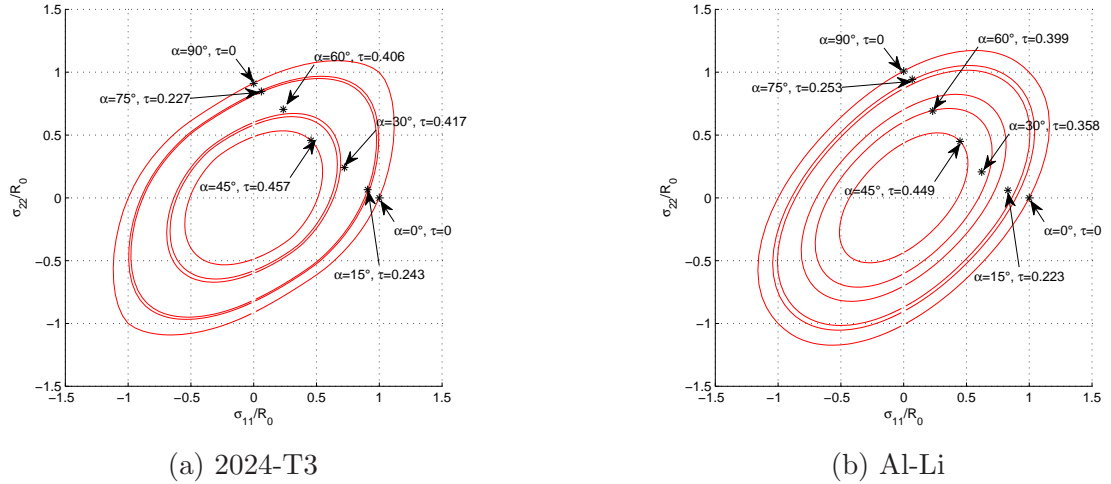 1.5
1
0.5
0
−0.5
−1
−1.5
−1.5
−1
−0.5
0
0.5
1
1.5
σ22/R0
σ11/R0
α=90°, τ=0
α=60°, τ=0.406
α=75°, τ=0.227
α=30°, τ=0.417
α=45°, τ=0.457
α=0°, τ=0
α=15°, τ=0.243
(a) 2024-T3
1.5
1
0.5
0
−0.5
−1
−1.5
−1.5
−1
−0.5
0
0.5
1
1.5
σ22/R0
σ11/R0
α=90°, τ=0
α=60°, τ=0.399
α=75°, τ=0.253
α=30°, τ=0.358
α=45°, τ=0.449
α=0°, τ=0
α=15°, τ=0.223
(b) Al-Li